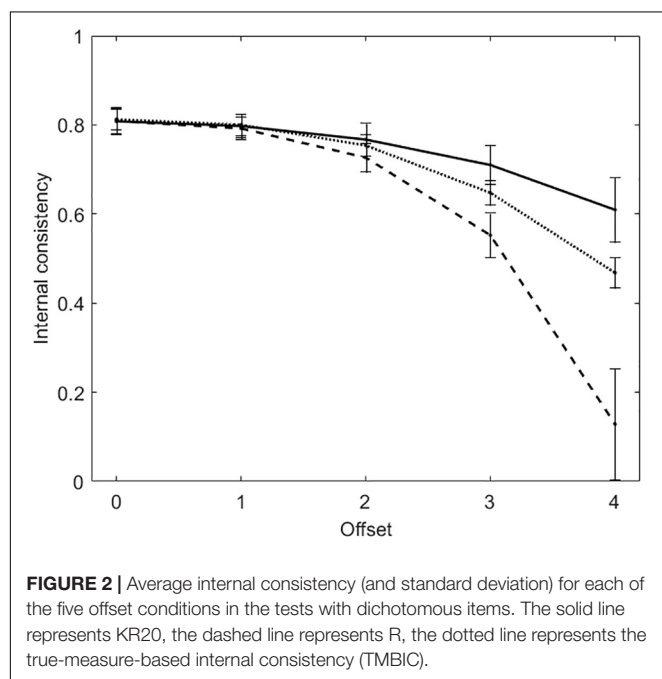 1
0.8
0.6
0.4
0.2
0
Internal consistency
0 1 2 3 4
Offset
FIGURE 2 | Average internal consistency (and standard deviation) for each of
the five offset conditions in the tests with dichotomous items. The solid line
represents KR20, the dashed line represents R, the dotted line represents the
true-measure-based internal consistency (TMBIC).